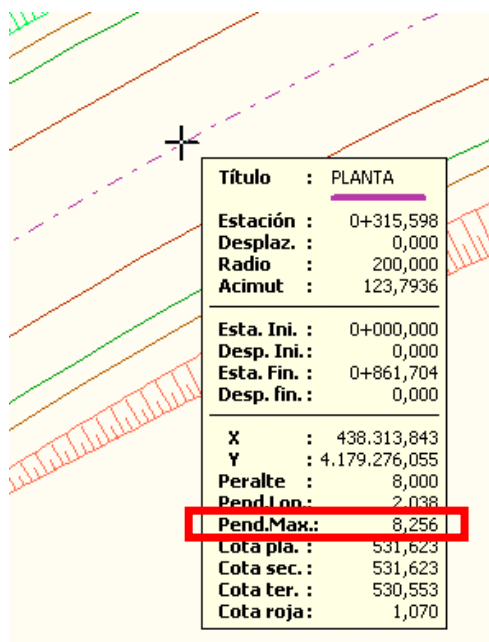 Título : PLANTA
Estación : 0+315,598
Desplaz. : 0,000
Radio : 200,000
Acimut : 123,7936
Esta. Ini. : 0+000,000
Desp. Ini.: 0,000
Esta. Fin. : 0+861,704
Desp. fin. : 0,000
X : 438.313,843
Y : 4.179.276,055
Peralte : 8,000
Pend.Lon.: 2,038
Pend.Max.: 8,256
Cota pla. : 531,623
Cota sec. : 531,623
Cota ter. : 530,553
Cota roja: 1,070